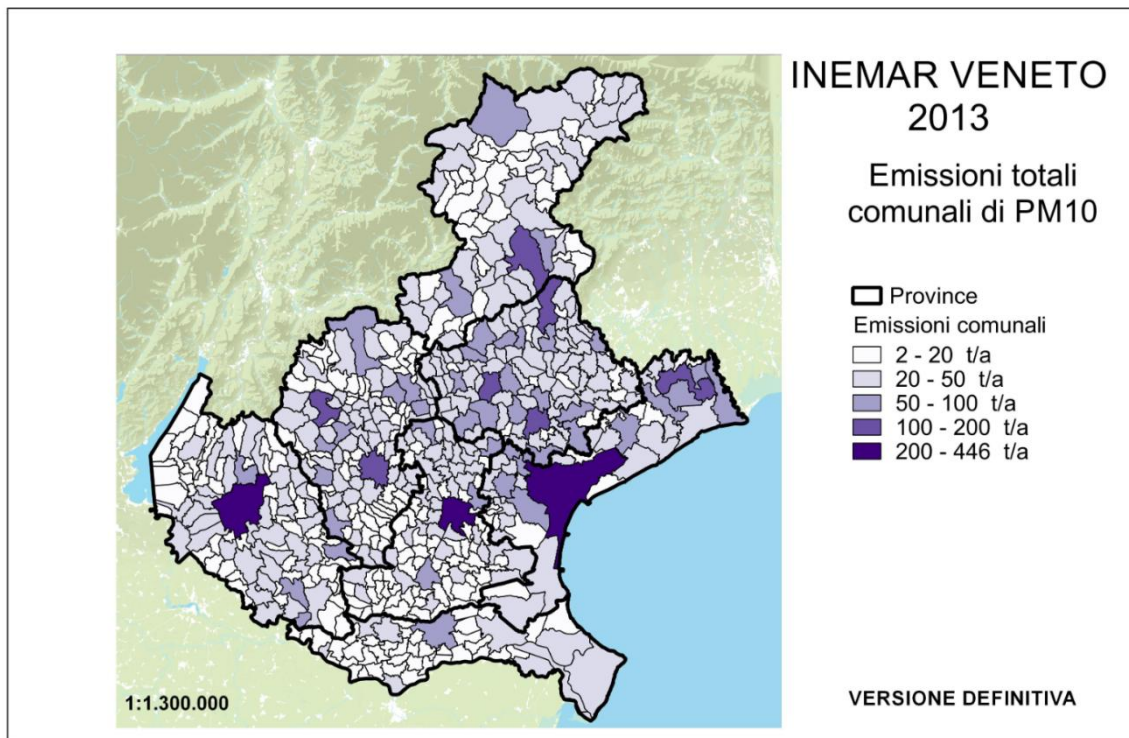 INEMAR VENETO
2013
Emissioni totali
comunali di PM10
Province
Emissioni comunali
2 - 20 t/a
20 - 50 t/a
50 - 100 t/a
100 - 200 t/a
200 - 446 t/a
1:1.300.000
VERSIONE DEFINITIVA